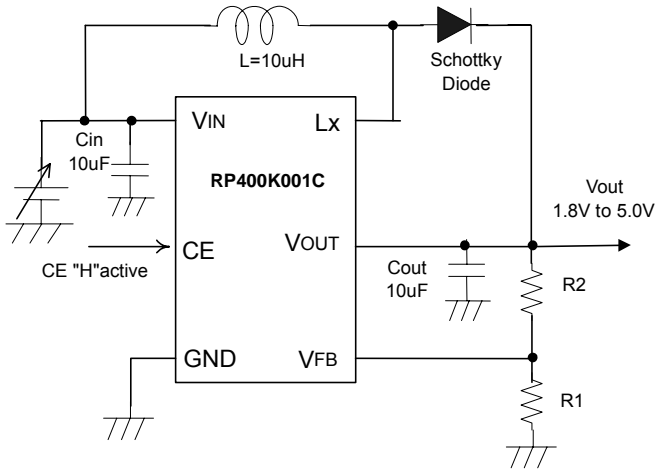 L=10uH
Schottky
Diode
VIN
Lx
Cin
10uF
RP400K001C
Vout
1.8V to 5.0V
CE
VOUT
CE "H"active
Cout
10uF
R2
GND
VFB
R1